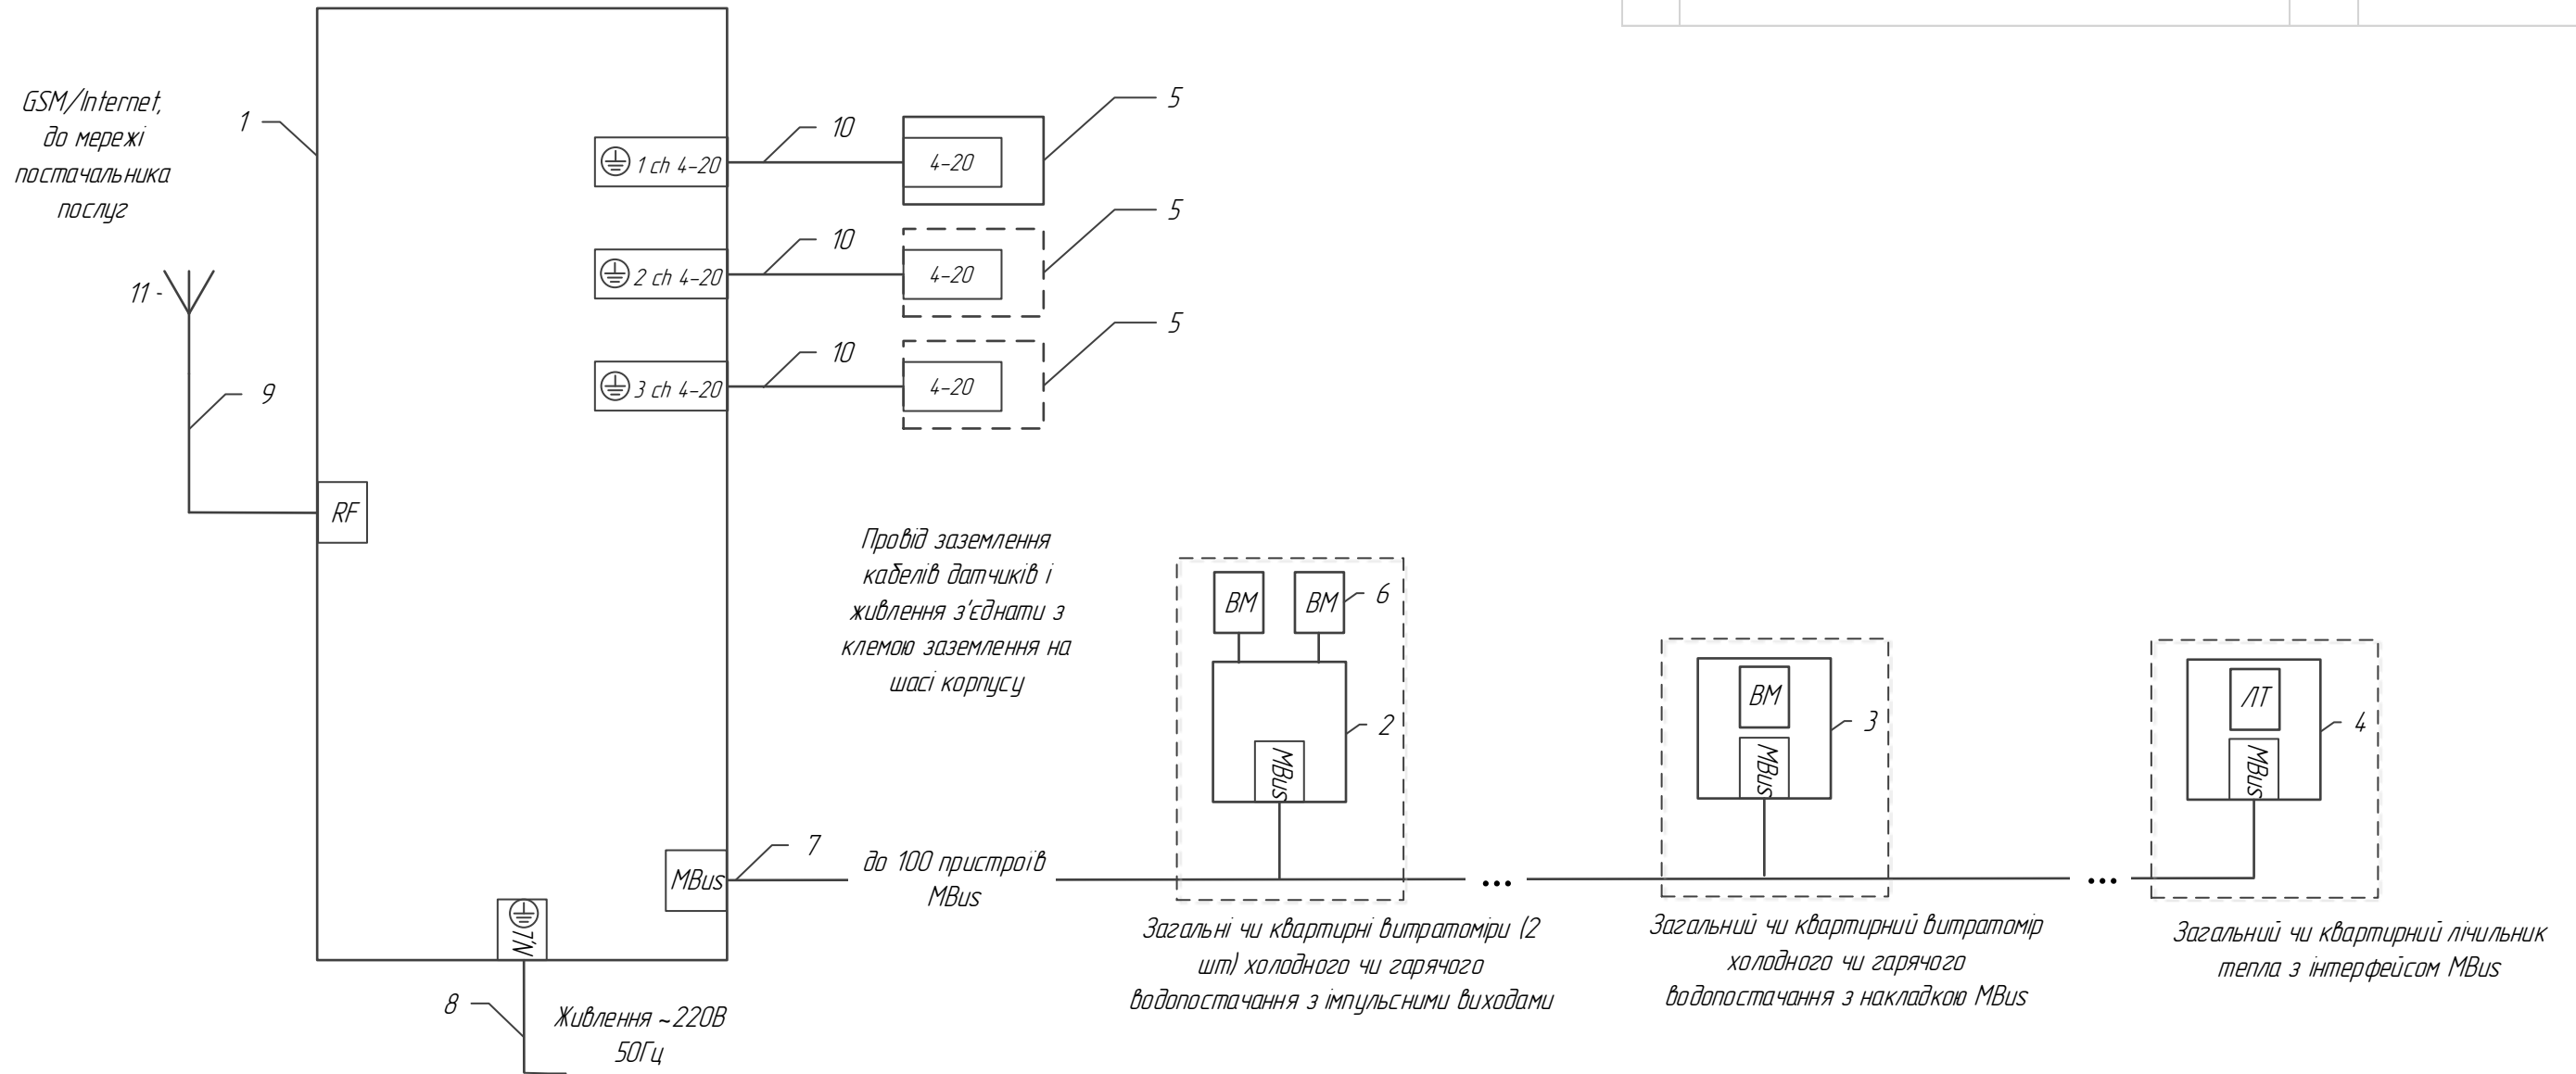 GSM/Internet,
до мережі
постачальника
послуг
1
11 -
9
RF
1 ch 4-20
10
4-20
5
2 ch 4-20
10
4-20
5
3 ch 4-20
10
4-20
5
Провід заземлення
кабелів датчиків і
живлення з'єднати з
клемою заземлення на
шасі корпусу
MBus
7
до 100 пристроїв
MBus
N,L
8
Живлення ~220В
50Гц
ВМ
ВМ
6
2
MBus
...
Загальні чи квартирні витратоміри (2
шт) холодного чи гарячого
водопостачання з імпульсними виходами
ВМ
3
MBus
...
Загальний чи квартирний витратомір
холодного чи гарячого
водопостачання з накладкою MBus
ЛТ
4
MBus
Загальний чи квартирний лічильник
тепла з інтерфейсом MBus